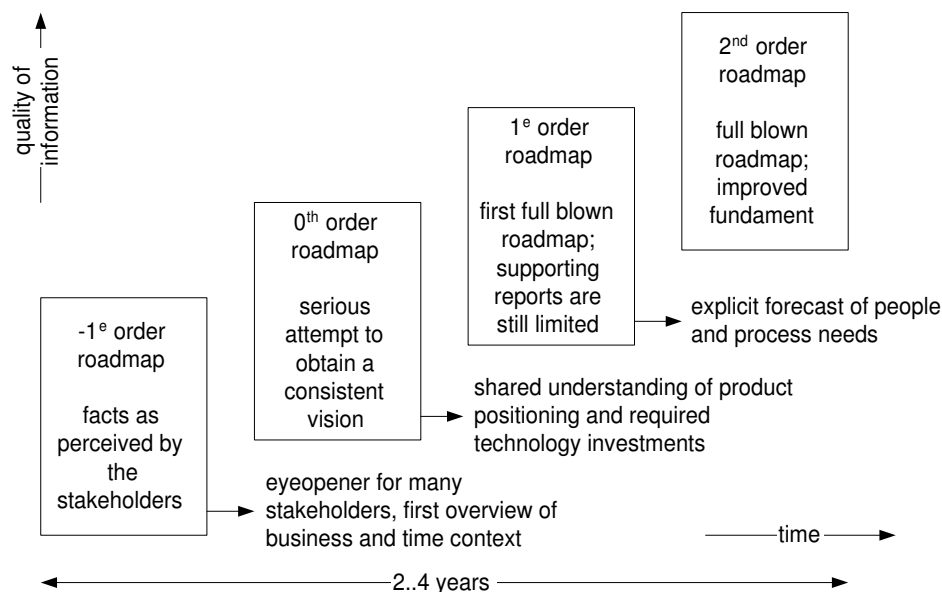 quality of
information
-1e order
roadmap
facts as
perceived by
the
stakeholders
eyeopener for many
stakeholders, first overview of
business and time context
0th order
roadmap
serious
attempt to
obtain a
consistent
vision
shared understanding of product
positioning and required
technology investments
1e order
roadmap
first full blown
roadmap;
supporting
reports are
still limited
explicit forecast of people
and process needs
2nd order
roadmap
full blown
roadmap;
improved
fundament
time
2..4 years